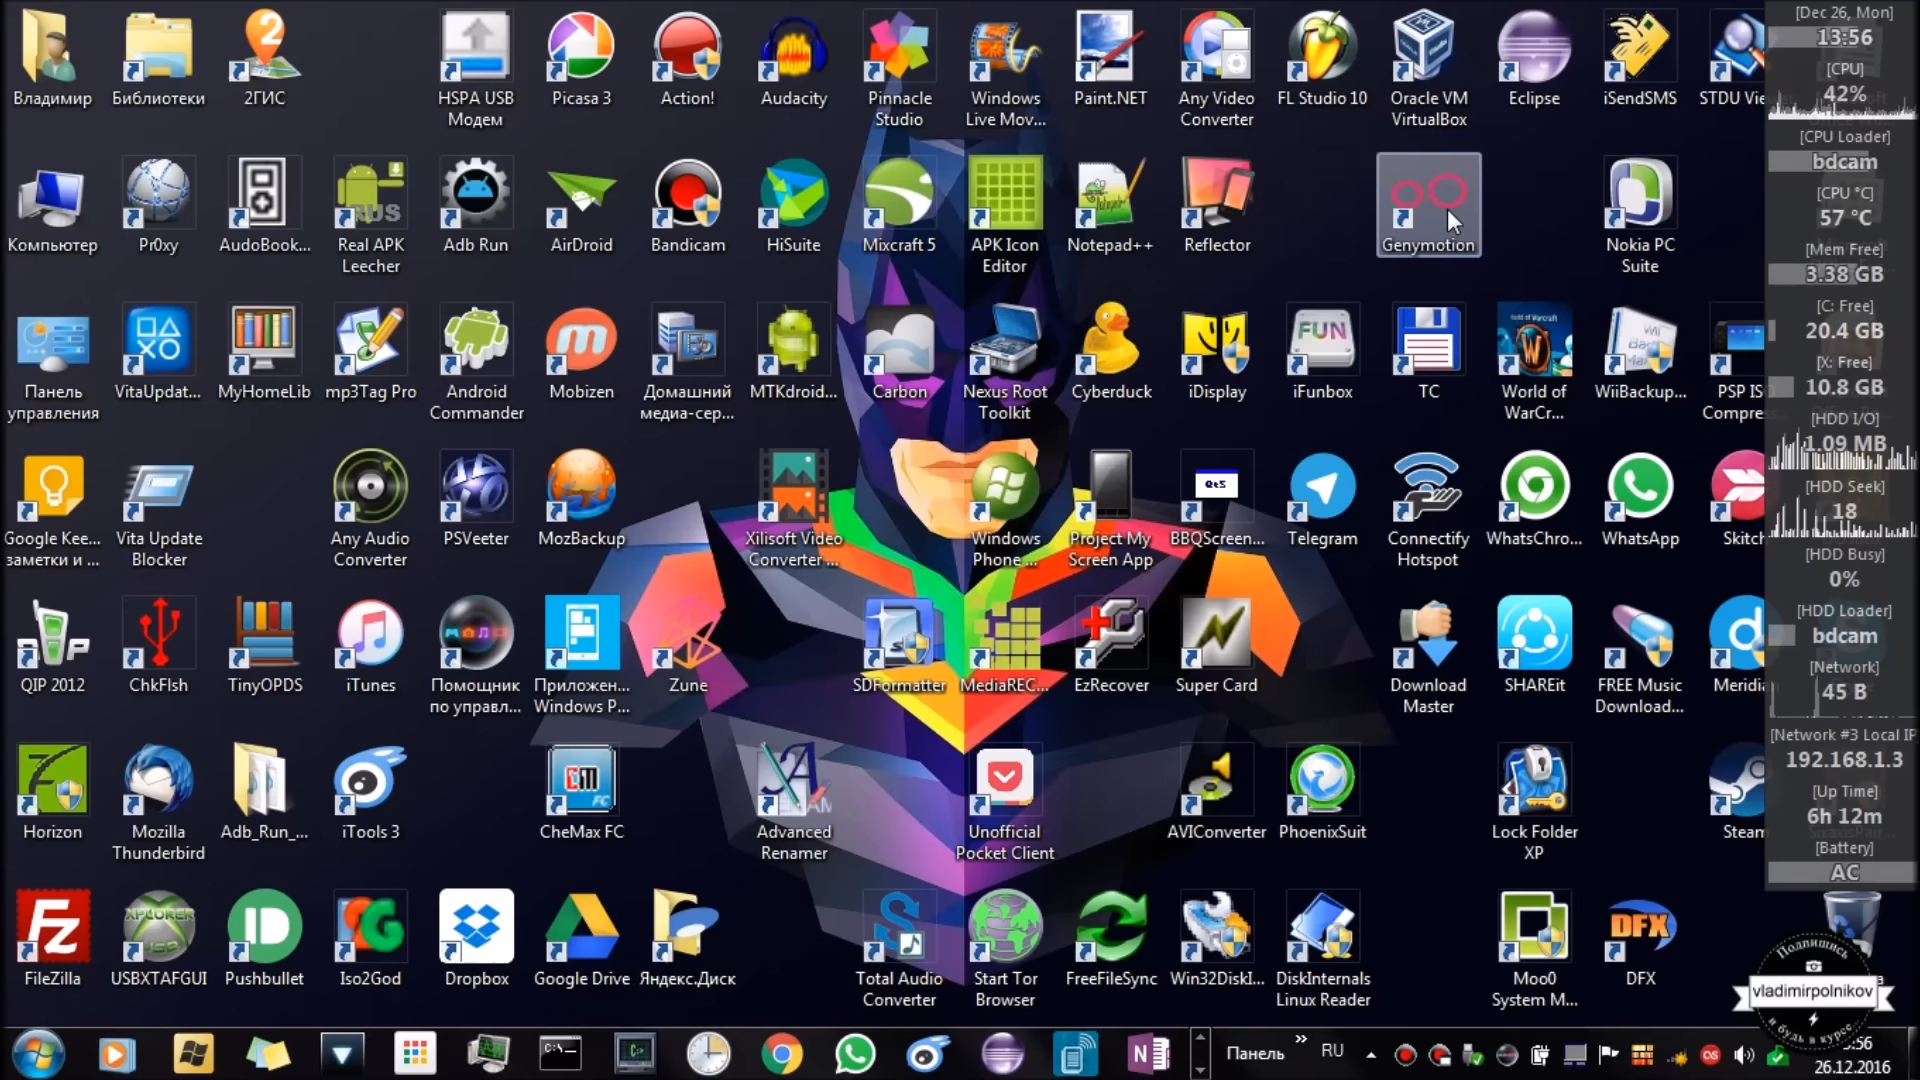 Владимир
Библиотеки
2ГИС
HSPA USB
Модем
Picasa 3
Action!
Audacity
Pinnacle
Studio
Windows
Live Mov...
Paint.NET
Any Video
Converter
FL Studio 10
Oracle VM
VirtualBox
Eclipse
iSendSMS
STDU Vie
[Dec 26, Mon]
13:56
[CPU]
42%
[CPU Loader]
bdcam
[CPU °C]
57 °C
[Mem Free]
3.38 GB
[C: Free]
20.4 GB
[X: Free]
10.8 GB
[HDD I/O]
1.09 MB
[HDD Seek]
18
[HDD Busy]
0%
[HDD Loader]
bdcam
[Network]
45 B
[Network #3 Local IP
192.168.1.3
[Up Time]
6h 12m
[Battery]
AC
Компьютер
Pr0xy
AudoBook...
RUS
Real APK
Leecher
Adb Run
AirDroid
Bandicam
HiSuite
Mixcraft 5
APK Icon
Editor
Notepad++
Reflector
Genymotion
Nokia PC
Suite
Панель
управления
VitaUpdat...
MyHomeLib
mp3Tag Pro
Android
Commander
Mobizen
Домашний
медиа-сер...
MTKdroid...
Carbon
Nexus Root
Toolkit
Cyberduck
iDisplay
FUN
iFunbox
TC
World of
WarCr...
WiiBackup...
PSP IS
Compres
Google Kee...
заметки и ...
Vita Update
Blocker
Any Audio
Converter
PSVeeter
MozBackup
Xilisoft Video
Converter ...
Windows
Phone ...
Project My
Screen App
BBQScreen...
Telegram
Connectify
Hotspot
WhatsChro...
WhatsApp
Skitch
QIP 2012
ChkFlsh
TinyOPDS
iTunes
Помощник
по управл...
Приложен...
Windows P...
Zune
SDFormatter
MediaREC...
EzRecover
Super Card
Download
Master
SHAREit
FREE Music
Download...
Meridia
Horizon
Mozilla
Thunderbird
Adb_Run_...
iTools 3
CM
FC
CheMax FC
Advanced
Renamer
Unofficial
Pocket Client
AVIConverter
PhoenixSuit
Lock Folder
XP
Steam
FileZilla
XPLORER
USB
USBXTAFGUI
Pushbullet
Iso2God
Dropbox
Google Drive
Яндекс.Диск
Total Audio
Converter
Start Tor
Browser
FreeFileSync
Win32DiskI...
DiskInternals
Linux Reader
Moo0
System M...
DFX
DFX
Подпишись
vladimirpolnikov
и будь в курсе
Панель
RU
:56
26.12.2016